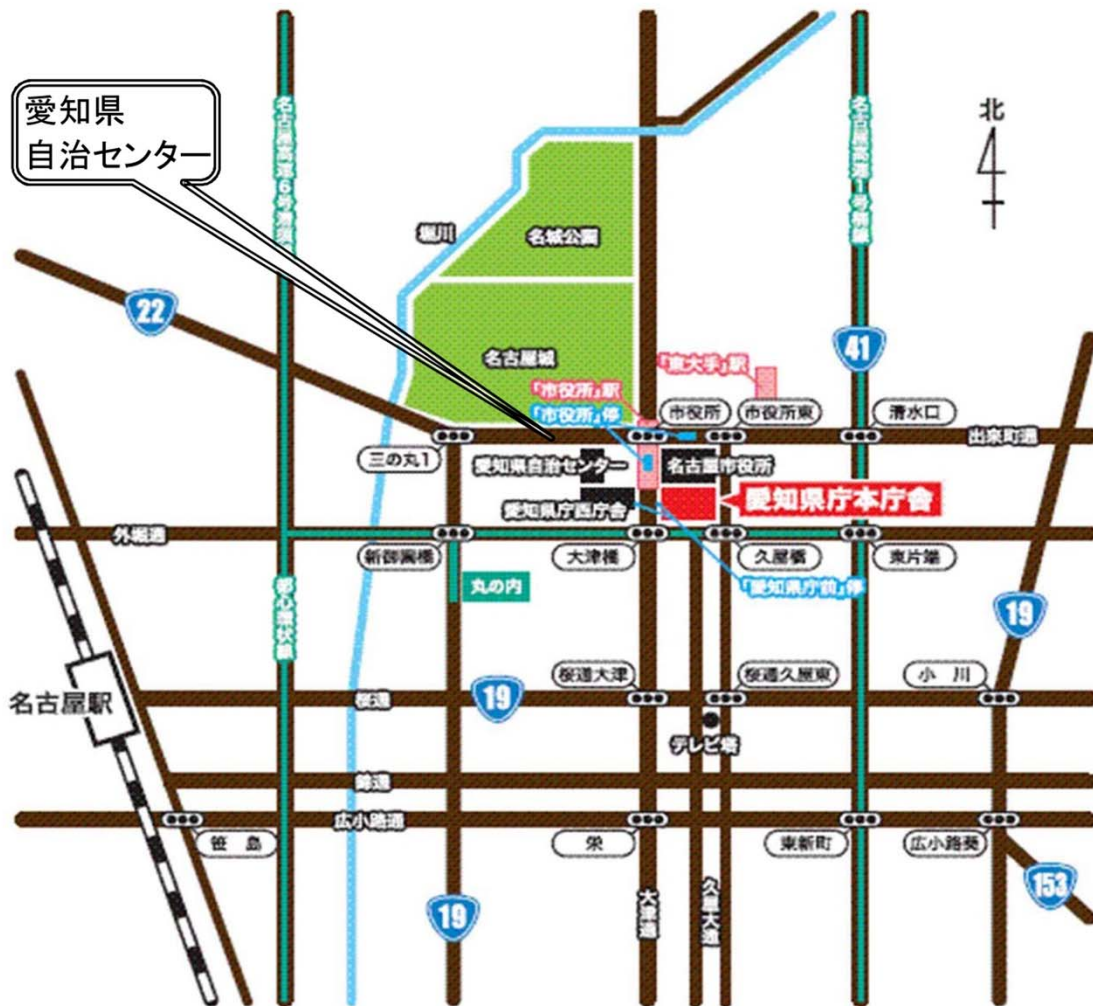 愛知県
自治センター
北
名古屋高速6号清須線
名古屋高速1号楠線
堀川
名城公園
22
名古屋城
41
「東大手」駅
「市役所」駅
「市役所」停
市役所
市役所東
清水口
出来町通
三の丸1
愛知県自治センター
名古屋市役所
愛知県庁西庁舎
愛知県庁本庁舎
外堀通
新御園橋
大津橋
久屋橋
東片端
丸の内
「愛知県庁前」停
都心環状線
19
名古屋駅
桜通
19
桜通大津
桜通久屋東
小川
テレビ塔
錦通
広小路通
笹島
栄
東新町
広小路葵
19
大津通
久屋大通
153